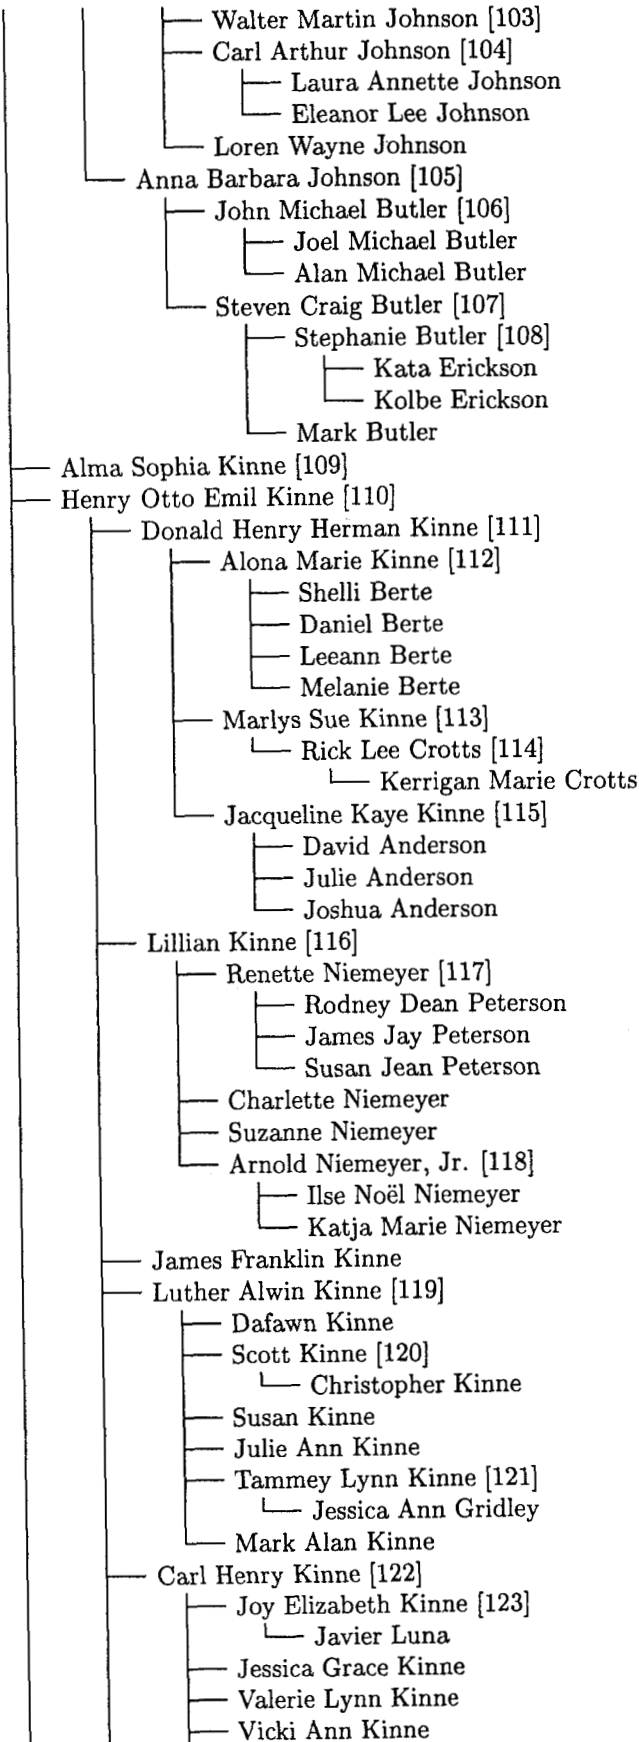 Walter Martin Johnson [103]
Carl Arthur Johnson [104]
Laura Annette Johnson
Eleanor Lee Johnson
Loren Wayne Johnson
Anna Barbara Johnson [105]
John Michael Butler [106]
Joel Michael Butler
Alan Michael Butler
Steven Craig Butler [107]
Stephanie Butler [108]
Kata Erickson
Kolbe Erickson
Mark Butler
Alma Sophia Kinne [109]
Henry Otto Emil Kinne [110]
Donald Henry Herman Kinne [111]
Alona Marie Kinne [112]
Shelli Berte
Daniel Berte
Leeann Berte
Melanie Berte
Marlys Sue Kinne [113]
Rick Lee Crotts [114]
Kerrigan Marie Crotts
Jacqueline Kaye Kinne [115]
David Anderson
Julie Anderson
Joshua Anderson
Lillian Kinne [116]
Renette Niemeyer [117]
Rodney Dean Peterson
James Jay Peterson
Susan Jean Peterson
Charlette Niemeyer
Suzanne Niemeyer
Arnold Niemeyer, Jr. [118]
Ilse Noël Niemeyer
Katja Marie Niemeyer
James Franklin Kinne
Luther Alwin Kinne [119]
Dafawn Kinne
Scott Kinne [120]
Christopher Kinne
Susan Kinne
Julie Ann Kinne
Tammey Lynn Kinne [121]
Jessica Ann Gridley
Mark Alan Kinne
Carl Henry Kinne [122]
Joy Elizabeth Kinne [123]
Javier Luna
Jessica Grace Kinne
Valerie Lynn Kinne
Vicki Ann Kinne